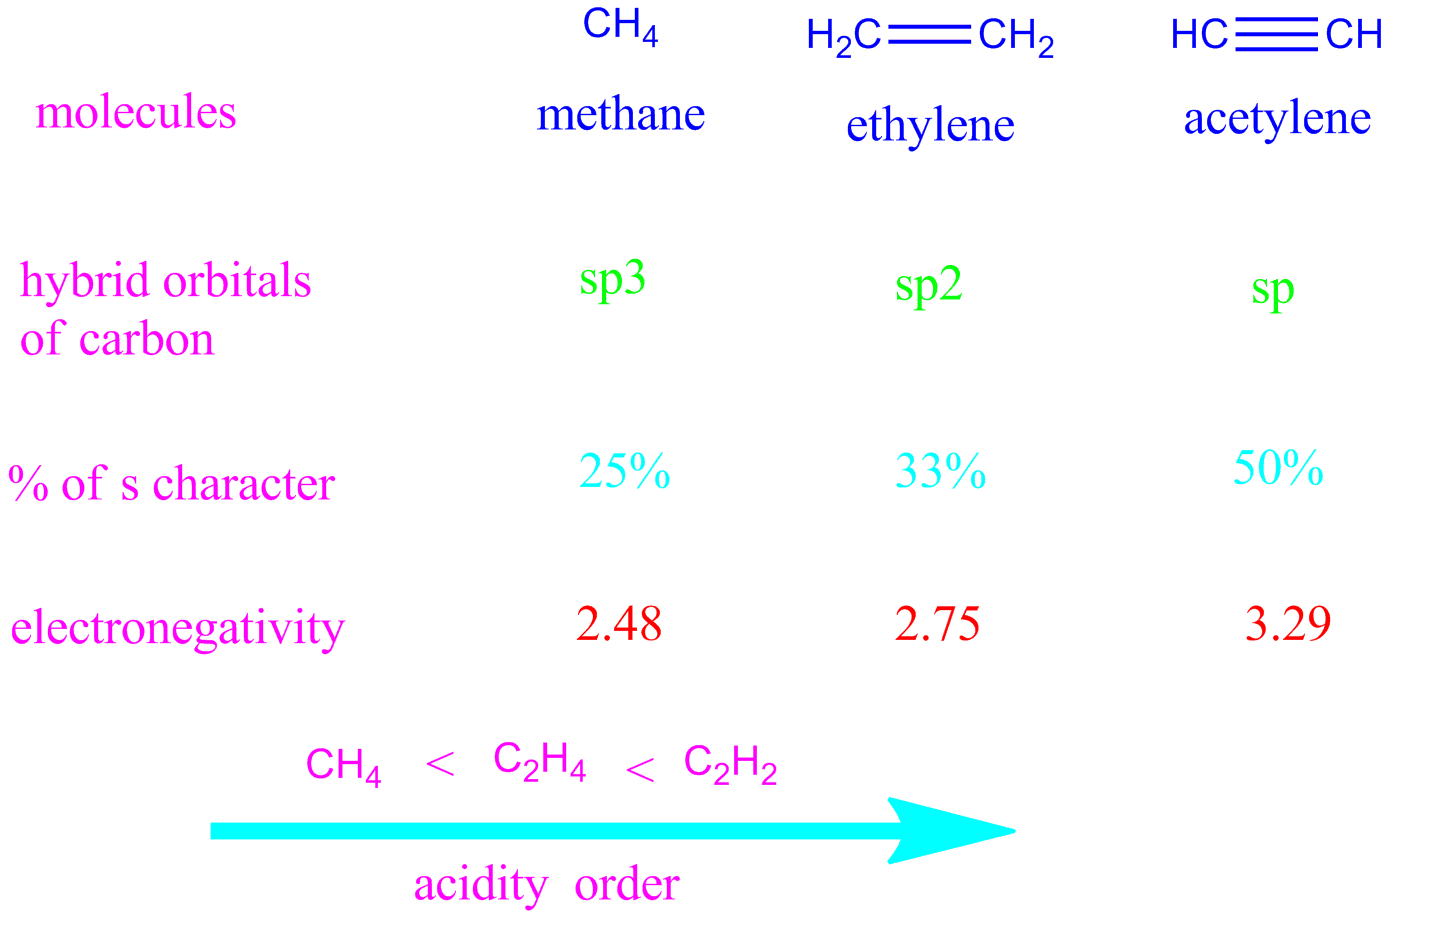 CH4 H2C CH2 HC CH
molecules methane ethylene acetylene
hybrid orbitals sp3 sp2 sp
of carbon
% of s character 25% 33% 50%
electronegativity 2.48 2.75 3.29
CH4 < C2H4 < C2H2
acidity order